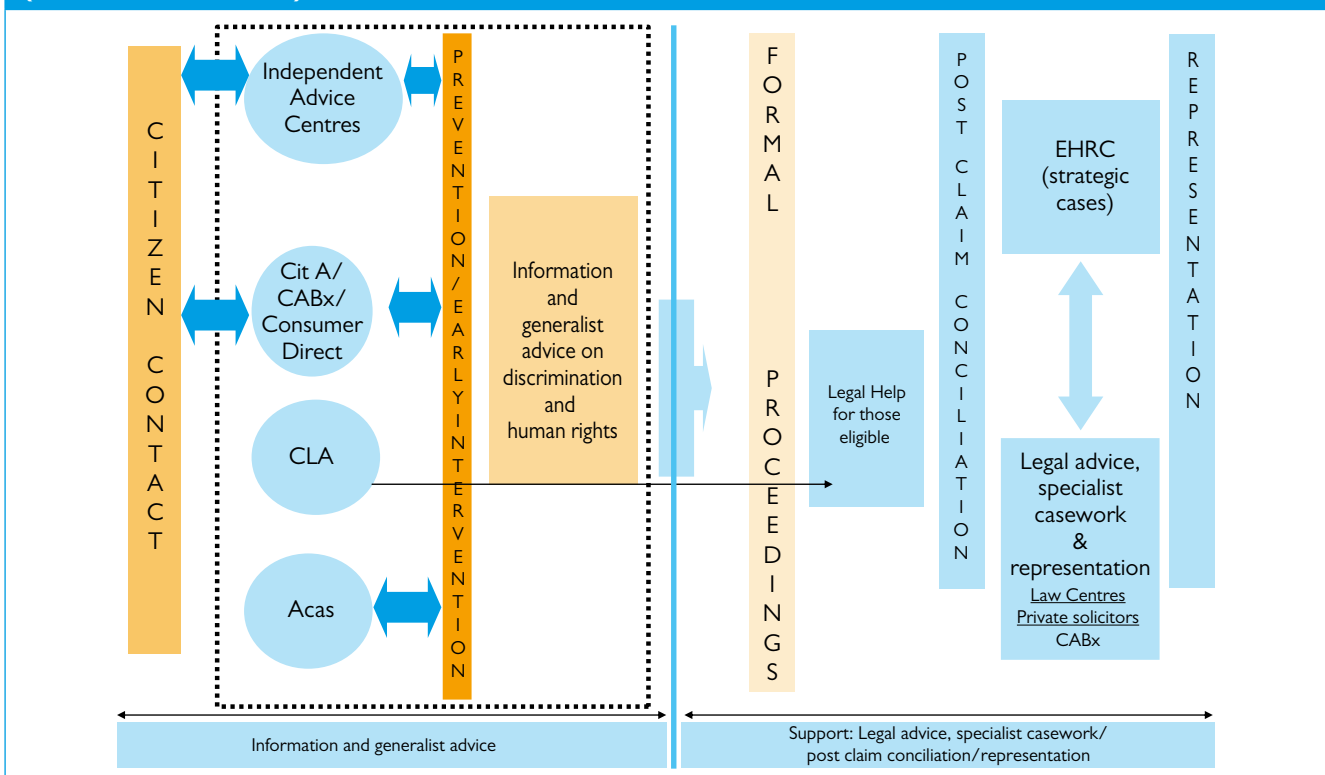 CITIZEN CONTACT
Independent
Advice
Centres
Cit A/
CABx/
Consumer
Direct
CLA
Acas
PREVENTION/EARLYINTERVENTION
Information
and
generalist
advice on
discrimination
and
human rights
FORMAL PROCEEDINGS
Legal Help
for those
eligible
POST CLAIM CONCILIATION
EHRC
(strategic
cases)
Legal advice,
specialist
casework
&
representation
Law Centres
Private solicitors
CABx
REPRESENTATION
Information and generalist advice
Support: Legal advice, specialist casework/
post claim conciliation/representation